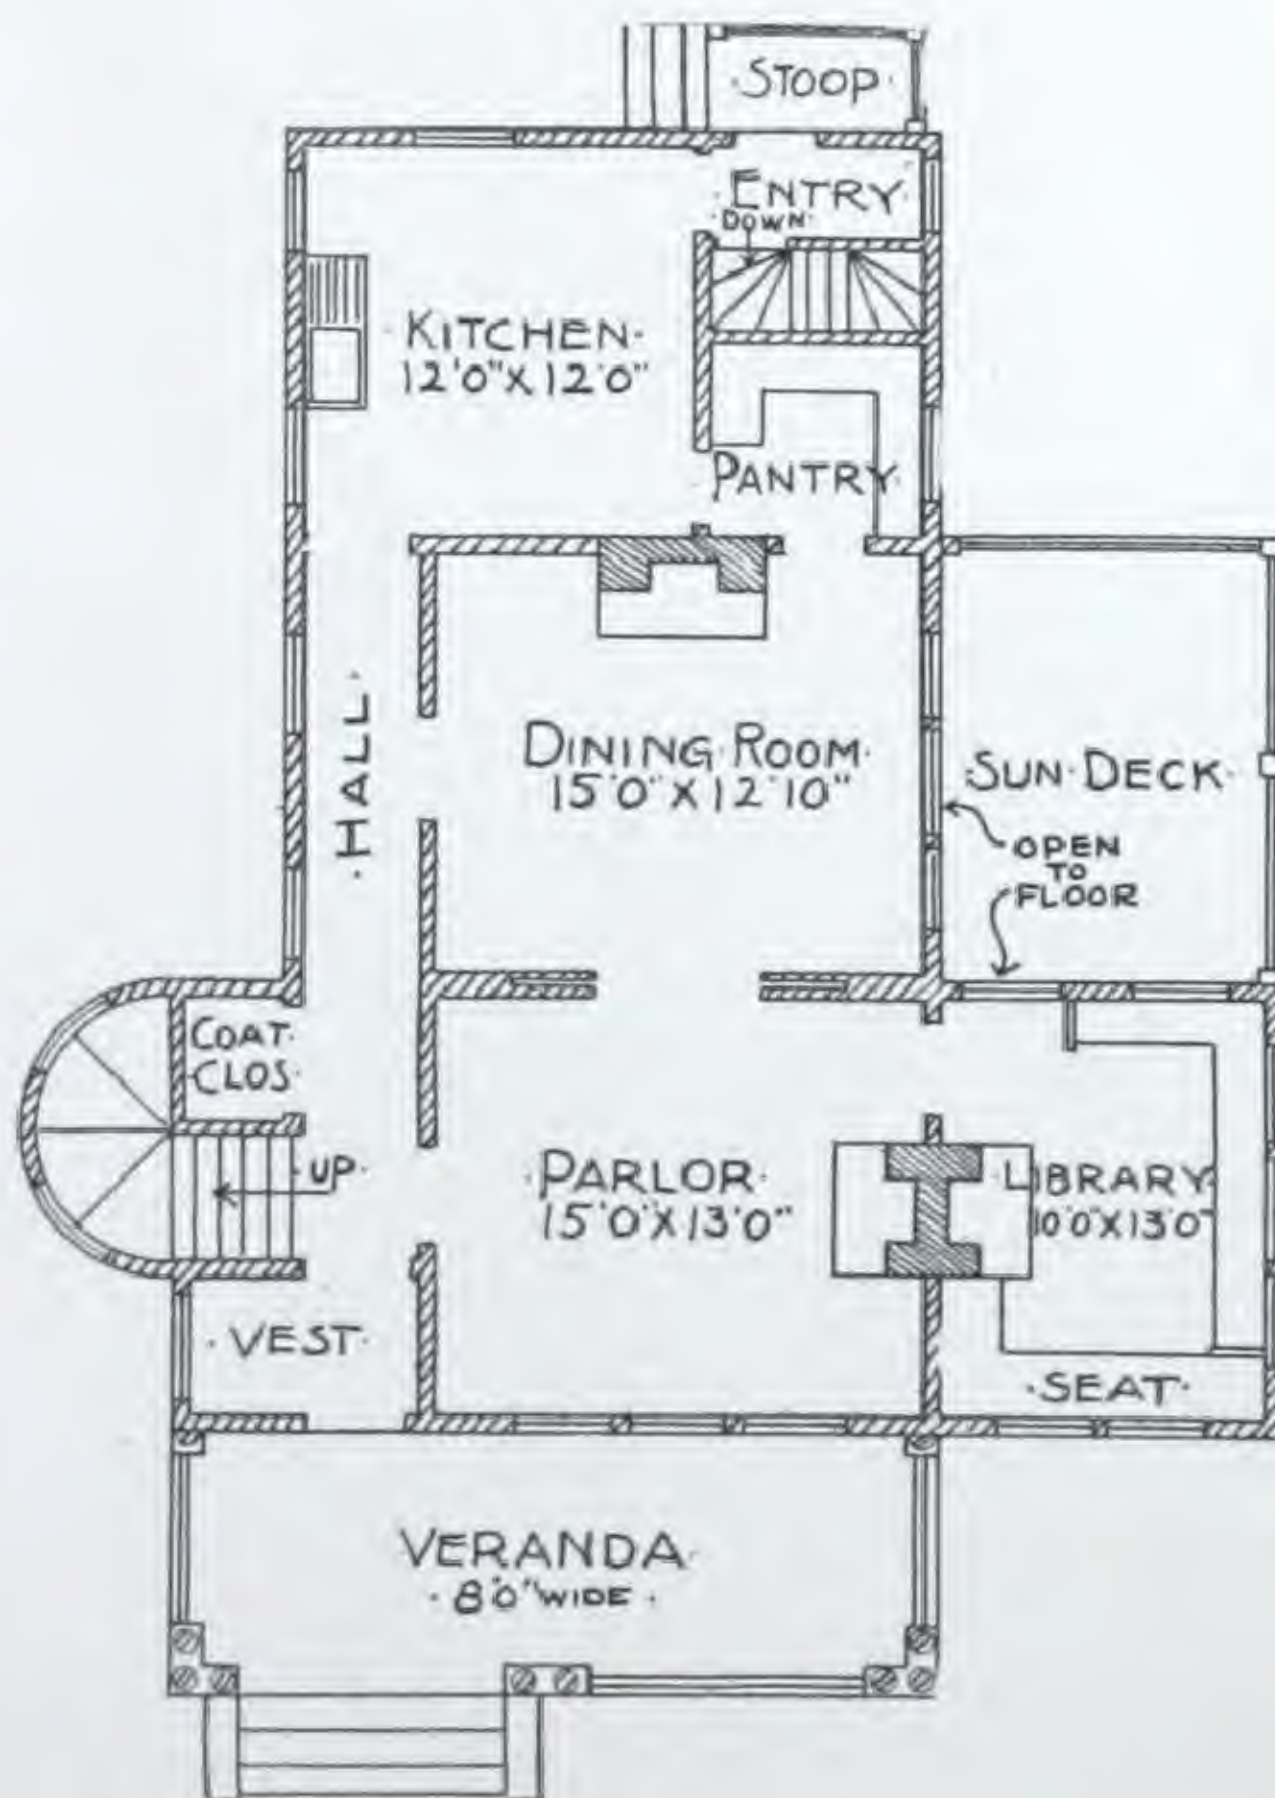 ·STOOP·
·ENTRY·
·DOWN·
·KITCHEN·
12'0"X12'0"
PANTRY·
·HALL·
DINING·ROOM·
15'0"X12'10"
·SUN·DECK·
OPEN
TO
FLOOR
COAT·
CLOS·
·UP·
·PARLOR·
15'0'X13'0"
·LIBRARY·
10'0"X13'0"
·VEST·
·SEAT·
VERANDA·
·8'0"WIDE·